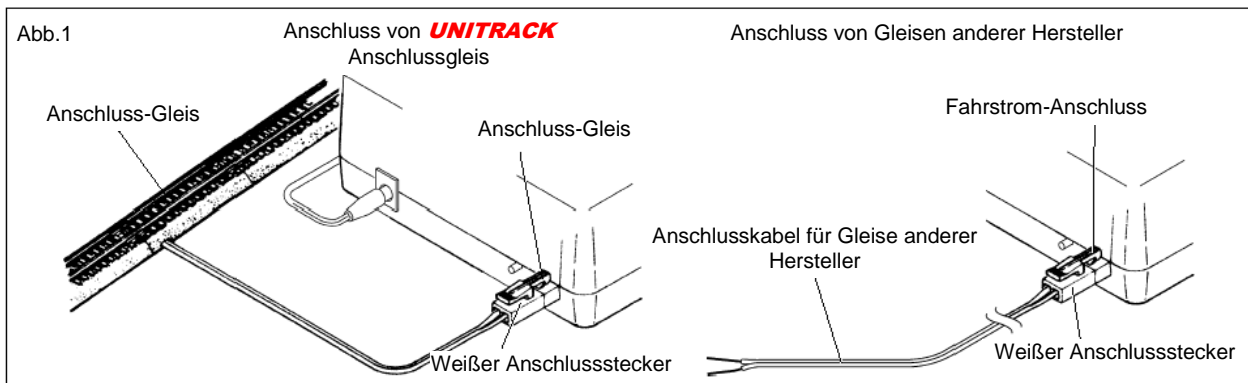 Abb.1
Anschluss von UNITRACK
Anschlussgleis
Anschluss-Gleis
Anschluss-Gleis
Weißer Anschlussstecker
Anschluss von Gleisen anderer Hersteller
Fahrstrom-Anschluss
Anschlusskabel für Gleise anderer
Hersteller
Weißer Anschlussstecker